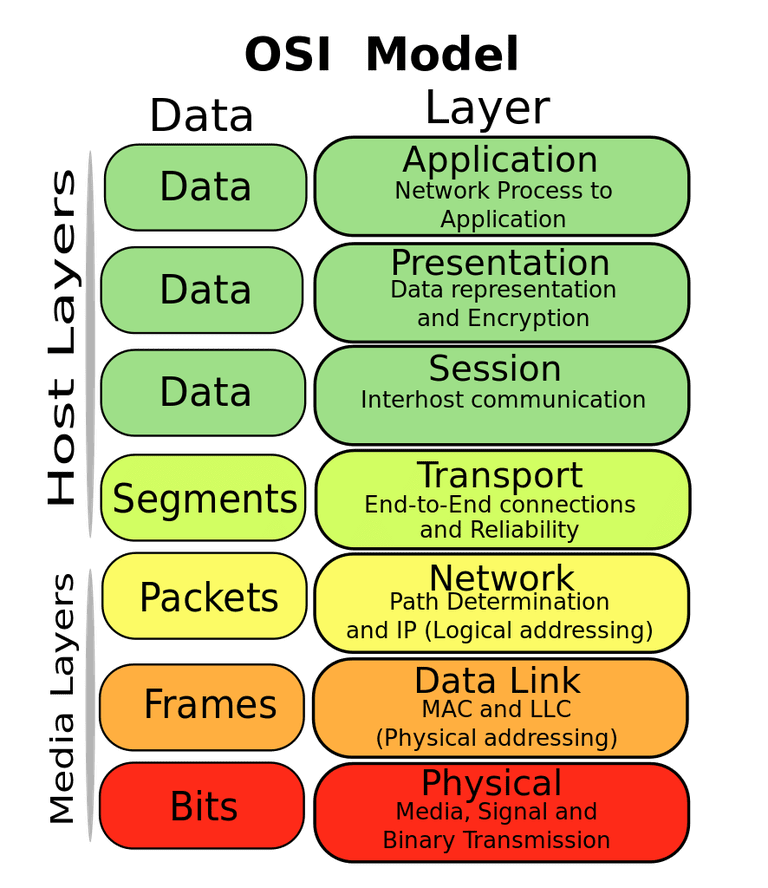 OSI Model
Data
Layer
Host Layers
Data
Application
Network Process to
Application
Data
Presentation
Data representation
and Encryption
Data
Session
Interhost communication
Segments
Transport
End-to-End connections
and Reliability
Media Layers
Packets
Network
Path Determination
and IP (Logical addressing)
Frames
Data Link
MAC and LLC
(Physical addressing)
Bits
Physical
Media, Signal and
Binary Transmission